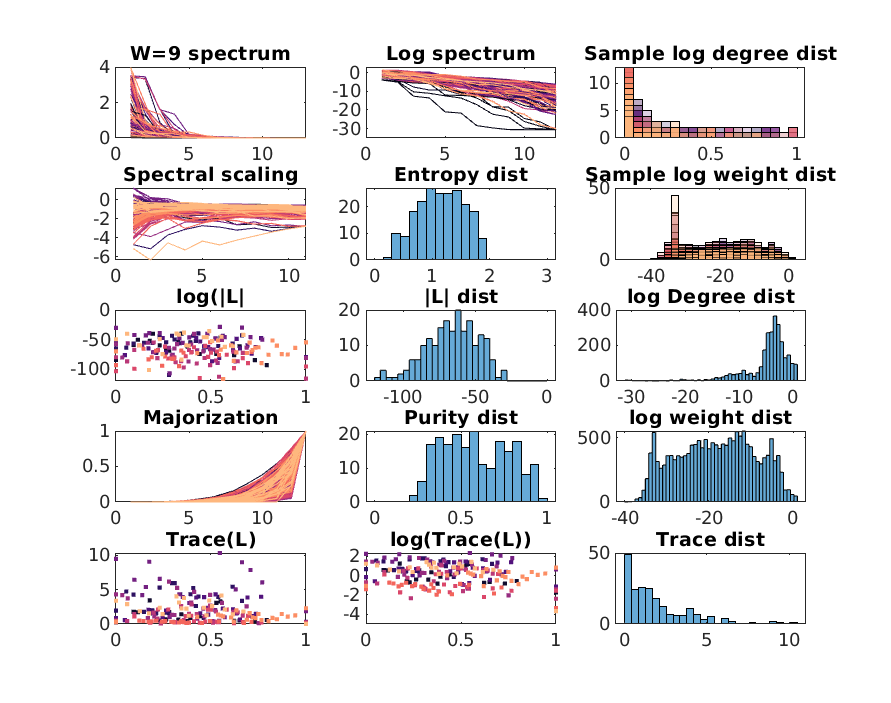 W=9 spectrum
4
2
0
0 5 10
Log spectrum
0
-10
-20
-30
0 5 10
Sample log degree dist
10
5
0
0 0.5 1
Spectral scaling
0
-2
-4
-6
0 5 10
Entropy dist
20
10
0
0 1 2 3
Sample log weight dist
50
0
-40 -20 0
log(|L|
0
-50
-100
0 0.5 1
|L| dist
20
10
0
-100 -50 0
log Degree dist
400
200
0
-30 -20 -10 0
Majorization
1
0.5
0
0 5 10
Purity dist
20
10
0
0 0.5 1
log weight dist
500
0
-40 -20 0
Trace(L)
10
5
0
0 0.5 1
log(Trace(L))
2
0
-2
-4
0 0.5 1
Trace dist
50
0
0 5 10